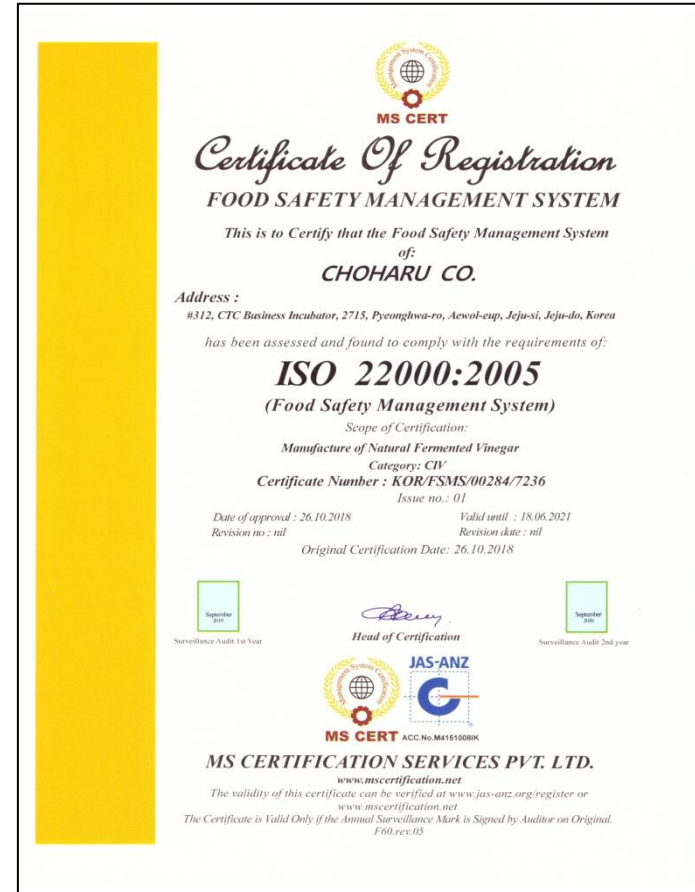 Management System Certification
MS CERT
Certificate Of Registration
FOOD SAFETY MANAGEMENT SYSTEM
This is to Certify that the Food Safety Management System
of:
CHOHARU CO.
Address :
#312, CTC Business Incubator, 2715, Pyeonghwa-ro, Aewol-eup, Jeju-si, Jeju-do, Korea
has been assessed and found to comply with the requirements of:
ISO 22000:2005
(Food Safety Management System)
Scope of Certification:
Manufacture of Natural Fermented Vinegar
Category: CIV
Certificate Number : KOR/FSMS/00284/7236
Issue no.: 01
Date of approval : 26.10.2018 Valid until : 18.06.2021
Revision no : nil Revision date : nil
Original Certification Date: 26.10.2018
September
2019
Surveillance Audit 1st Year
Head of Certification
September
2020
Surveillance Audit 2nd year
Management System Certification
JAS-ANZ
MS CERT ACC.No.M4151008IK
MS CERTIFICATION SERVICES PVT. LTD.
www.mscertification.net
The validity of this certificate can be verified at www.jas-anz.org/register or
www.mscertification.net
The Certificate is Valid Only if the Annual Surveillance Mark is Signed by Auditor on Original.
F60.rev.05